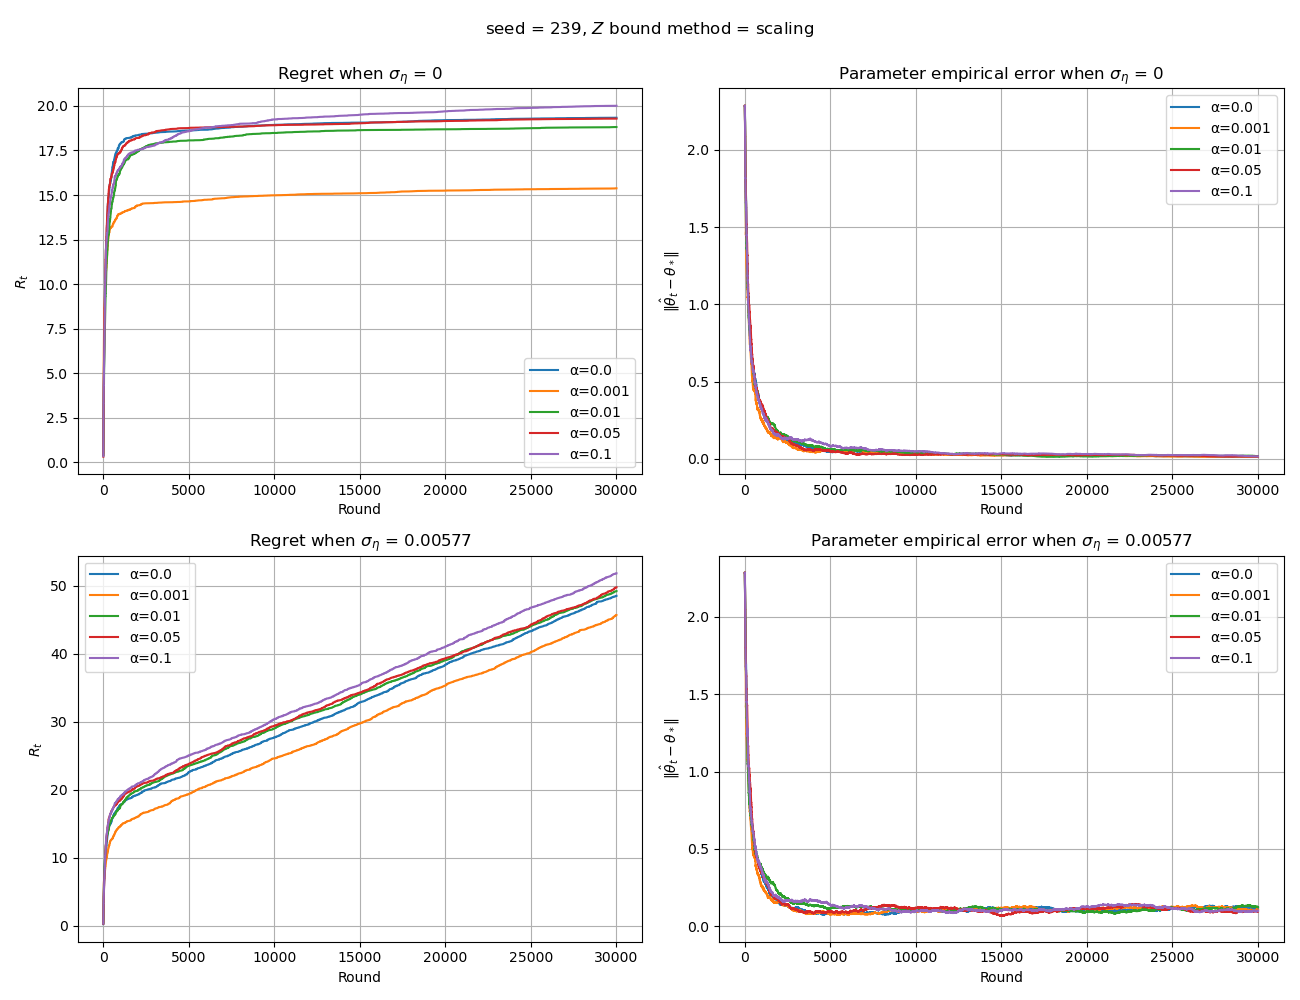 seed = 239, Z bound method = scaling
Regret when σ_η = 0
20.0
17.5
15.0
12.5
10.0
7.5
5.0
2.5
0.0
R_t
0 5000 10000 15000 20000 25000 30000
Round
α=0.0
α=0.001
α=0.01
α=0.05
α=0.1
Parameter empirical error when σ_η = 0
2.0
1.5
1.0
0.5
0.0
‖θ̂_t − θ_*‖
0 5000 10000 15000 20000 25000 30000
Round
α=0.0
α=0.001
α=0.01
α=0.05
α=0.1
Regret when σ_η = 0.00577
50
40
30
20
10
0
R_t
0 5000 10000 15000 20000 25000 30000
Round
α=0.0
α=0.001
α=0.01
α=0.05
α=0.1
Parameter empirical error when σ_η = 0.00577
2.0
1.5
1.0
0.5
0.0
‖θ̂_t − θ_*‖
0 5000 10000 15000 20000 25000 30000
Round
α=0.0
α=0.001
α=0.01
α=0.05
α=0.1